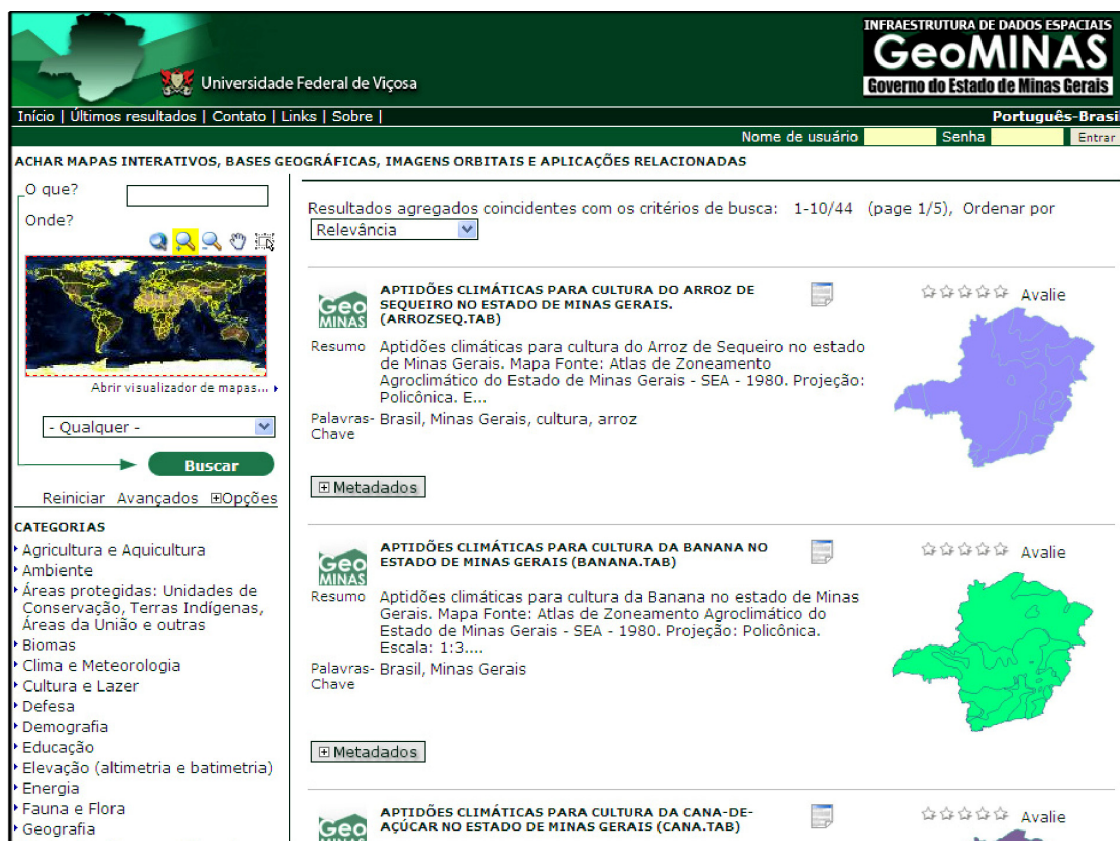 INFRAESTRUTURA DE DADOS ESPACIAIS
GeoMINAS
Governo do Estado de Minas Gerais
Universidade Federal de Viçosa
Início | Últimos resultados | Contato | Links | Sobre |
Português-Brasil
Nome de usuário
Senha
Entrar
ACHAR MAPAS INTERATIVOS, BASES GEOGRÁFICAS, IMAGENS ORBITAIS E APLICAÇÕES RELACIONADAS
O que?
Onde?
Abrir visualizador de mapas...
- Qualquer -
Buscar
Reiniciar Avançados Opções
CATEGORIAS
Agricultura e Aquicultura
Ambiente
Áreas protegidas: Unidades de
Conservação, Terras Indígenas,
Áreas da União e outras
Biomas
Clima e Meteorologia
Cultura e Lazer
Defesa
Demografia
Educação
Elevação (altimetria e batimetria)
Energia
Fauna e Flora
Geografia
Resultados agregados coincidentes com os critérios de busca: 1-10/44 (page 1/5), Ordenar por
Relevância
Geo
MINAS
APTIDÕES CLIMÁTICAS PARA CULTURA DO ARROZ DE
SEQUEIRO NO ESTADO DE MINAS GERAIS.
(ARROZSEQ.TAB)
Avalie
Resumo Aptidões climáticas para cultura do Arroz de Sequeiro no estado
de Minas Gerais. Mapa Fonte: Atlas de Zoneamento
Agroclimático do Estado de Minas Gerais - SEA - 1980. Projeção:
Policônica. E...
Palavras- Brasil, Minas Gerais, cultura, arroz
Chave
Metadados
Geo
MINAS
APTIDÕES CLIMÁTICAS PARA CULTURA DA BANANA NO
ESTADO DE MINAS GERAIS (BANANA.TAB)
Avalie
Resumo Aptidões climáticas para cultura da Banana no estado de Minas
Gerais. Mapa Fonte: Atlas de Zoneamento Agroclimático do
Estado de Minas Gerais - SEA - 1980. Projeção: Policônica.
Escala: 1:3....
Palavras- Brasil, Minas Gerais
Chave
Metadados
Geo
MINAS
APTIDÕES CLIMÁTICAS PARA CULTURA DA CANA-DE-
AÇÚCAR NO ESTADO DE MINAS GERAIS (CANA.TAB)
Avalie